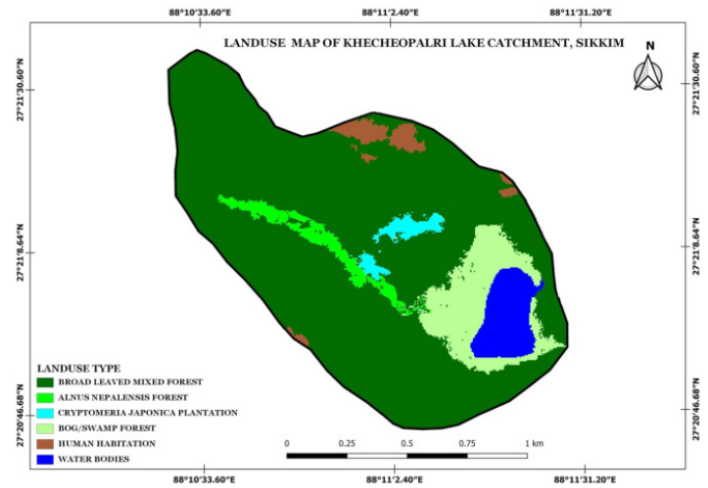 88°10'33.60"E 88°11'2.40"E 88°11'31.20"E
LANDUSE MAP OF KHECHEOPALRI LAKE CATCHMENT, SIKKIM
N
27°21'30.60"N 27°21'30.60"N
27°21'8.64"N 27°21'8.64"N
27°20'46.68"N 27°20'46.68"N
LANDUSE TYPE
BROAD LEAVED MIXED FOREST
ALNUS NEPALENSIS FOREST
CRYPTOMERIA JAPONICA PLANTATION
BOG/SWAMP FOREST
HUMAN HABITATION
WATER BODIES
0 0.25 0.5 0.75 1 km
88°10'33.60"E 88°11'2.40"E 88°11'31.20"E